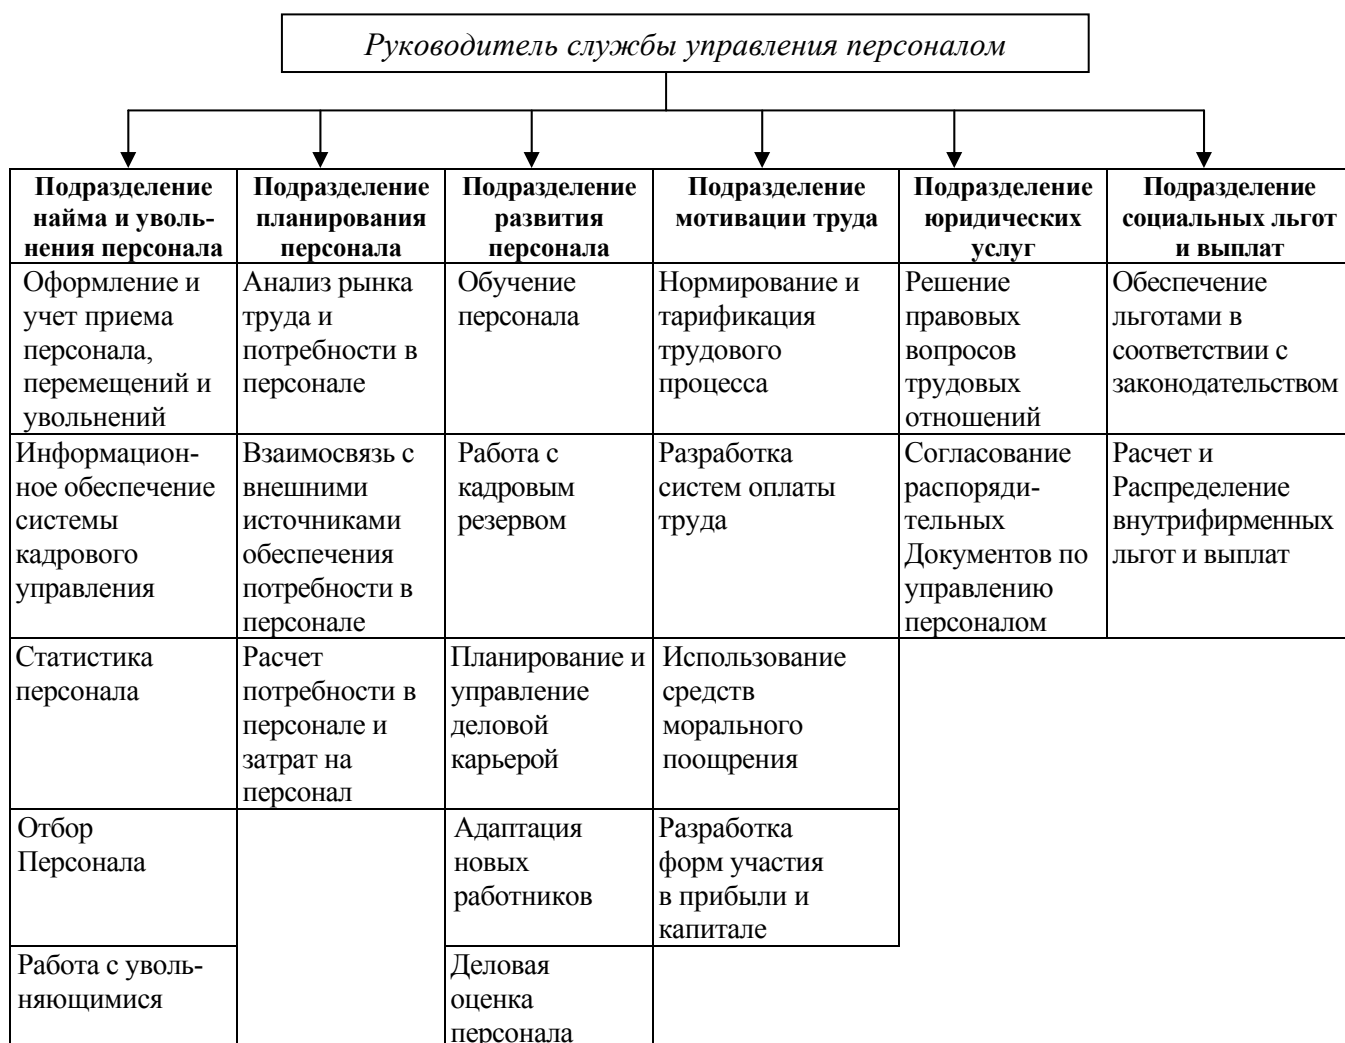 Руководитель службы управления персоналом
Подразделение
найма и уволь-
нения персонала
Подразделение
планирования
персонала
Подразделение
развития
персонала
Подразделение
мотивации труда
Подразделение
юридических
услуг
Подразделение
социальных льгот
и выплат
Оформление и
учет приема
персонала,
перемещений и
увольнений
Анализ рынка
труда и
потребности в
персонале
Обучение
персонала
Нормирование и
тарификация
трудового
процесса
Решение
правовых
вопросов
трудовых
отношений
Обеспечение
льготами в
соответствии с
законодательством
Информацион-
ное обеспечение
системы
кадрового
управления
Взаимосвязь с
внешними
источниками
обеспечения
потребности в
персонале
Работа с
кадровым
резервом
Разработка
систем оплаты
труда
Согласование
распоряди-
тельных
Документов по
управлению
персоналом
Расчет и
Распределение
внутрифирменных
льгот и выплат
Статистика
персонала
Расчет
потребности в
персонале и
затрат на
персонал
Планирование и
управление
деловой
карьерой
Использование
средств
морального
поощрения
Отбор
Персонала
Адаптация
новых
работников
Разработка
форм участия
в прибыли и
капитале
Работа с уволь-
няющимися
Деловая
оценка
персонала